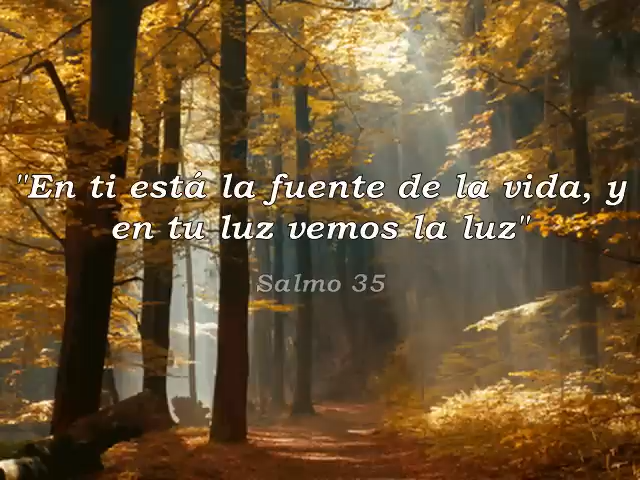 "En ti está la fuente de la vida, y
en tu luz vemos la luz"
Salmo 35